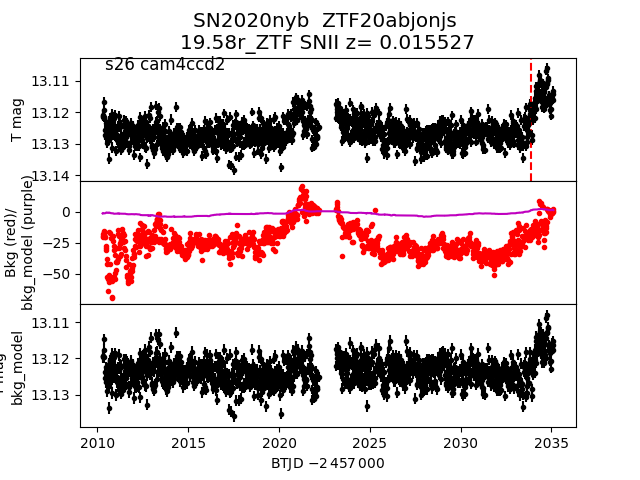 SN2020nyb  ZTF20abjonjs
19.58r_ZTF SNII z= 0.015527
s26 cam4ccd2
13.11
13.12
13.13
13.14
T mag
0
−25
−50
Bkg (red)/
bkg_model (purple)
13.11
13.12
13.13
mag
bkg_model
2010
2015
2020
2025
2030
2035
BTJD −2 457 000